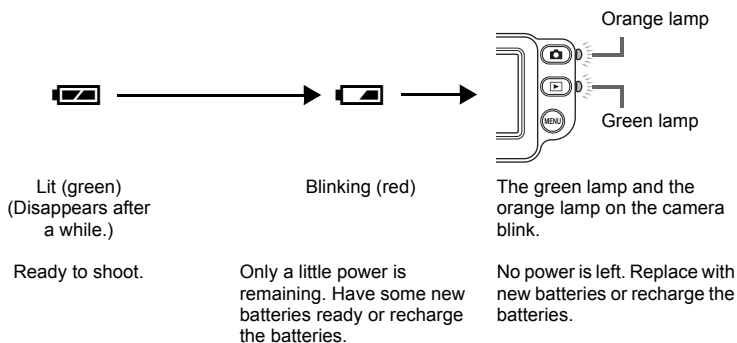 Orange lamp
MENU
Green lamp
Lit (green)
(Disappears after
a while.)
Blinking (red)
The green lamp and the
orange lamp on the camera
blink.
Ready to shoot.
Only a little power is
remaining. Have some new
batteries ready or recharge
the batteries.
No power is left. Replace with
new batteries or recharge the
batteries.